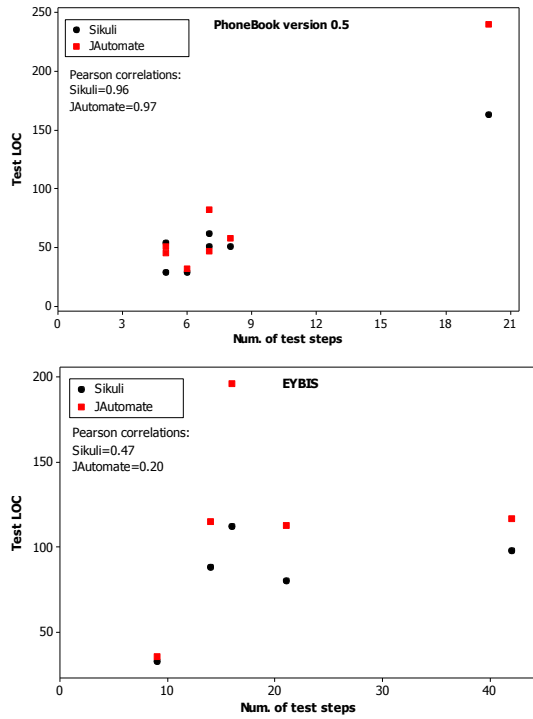 PhoneBook version 0.5
Sikuli
JAutomate
Pearson correlations:
Sikuli=0.96
JAutomate=0.97
Test LOC
250
200
150
100
50
0
0 3 6 9 12 15 18 21
Num. of test steps
EYBIS
Sikuli
JAutomate
Pearson correlations:
Sikuli=0.47
JAutomate=0.20
Test LOC
200
150
100
50
0 10 20 30 40
Num. of test steps